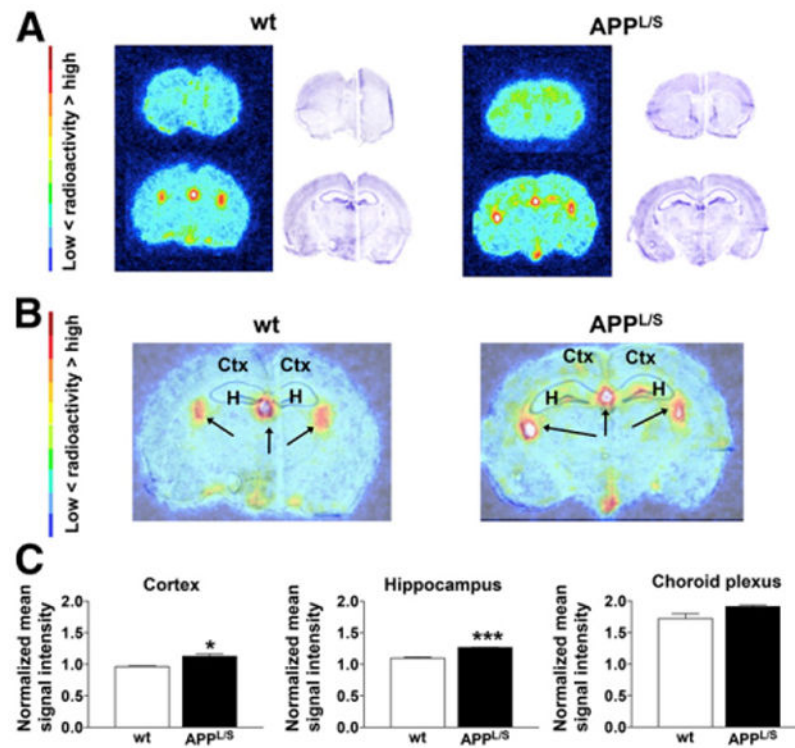 A
wt
APPL/S
Low < radioactivity > high
B
wt
APPL/S
Low < radioactivity > high
Ctx Ctx
H H
Ctx Ctx
H H
C
Cortex
Normalized mean
signal intensity
2.0
1.5
1.0
0.5
0.0
*
wt APPL/S
Hippocampus
Normalized mean
signal intensity
2.0
1.5
1.0
0.5
0.0
***
wt APPL/S
Choroid plexus
Normalized mean
signal intensity
2.0
1.5
1.0
0.5
0.0
wt APPL/S